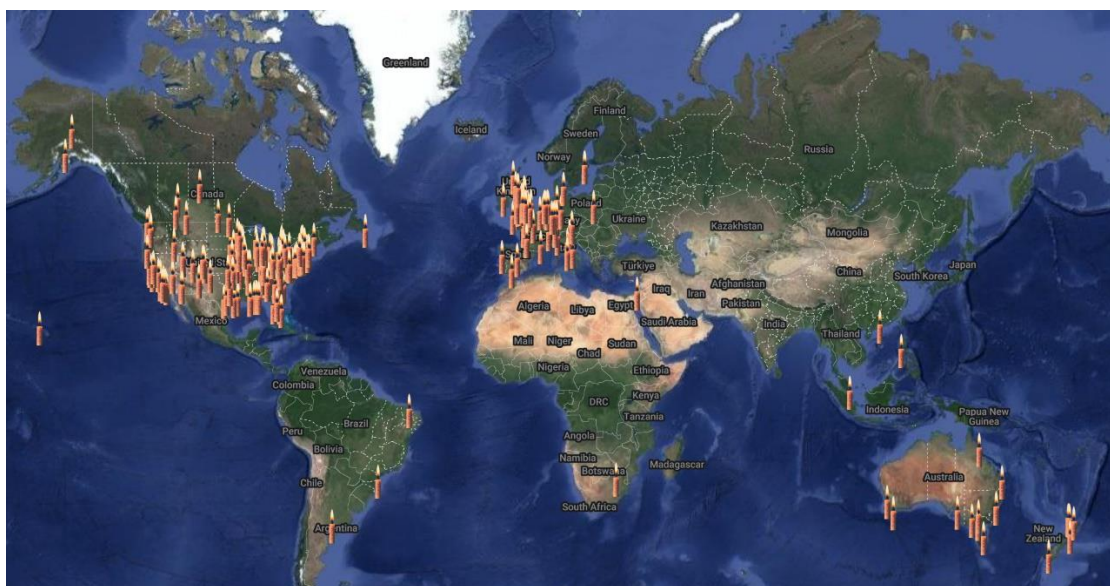 Greenland
Iceland
Finland
Sweden
Norway
Russia
Canada
Poland
Ukraine
Kazakhstan
Mongolia
Türkiye
Afghanistan
China
South Korea
Japan
Iraq
Iran
Pakistan
Algeria
Libya
Egypt
Saudi Arabia
India
Mexico
Mali
Niger
Chad
Sudan
Thailand
Nigeria
Ethiopia
Venezuela
Colombia
Kenya
DRC
Tanzania
Indonesia
Papua New
Guinea
Peru
Brazil
Bolivia
Angola
Namibia
Botswana
Madagascar
Chile
South Africa
Australia
Argentina
New
Zealand